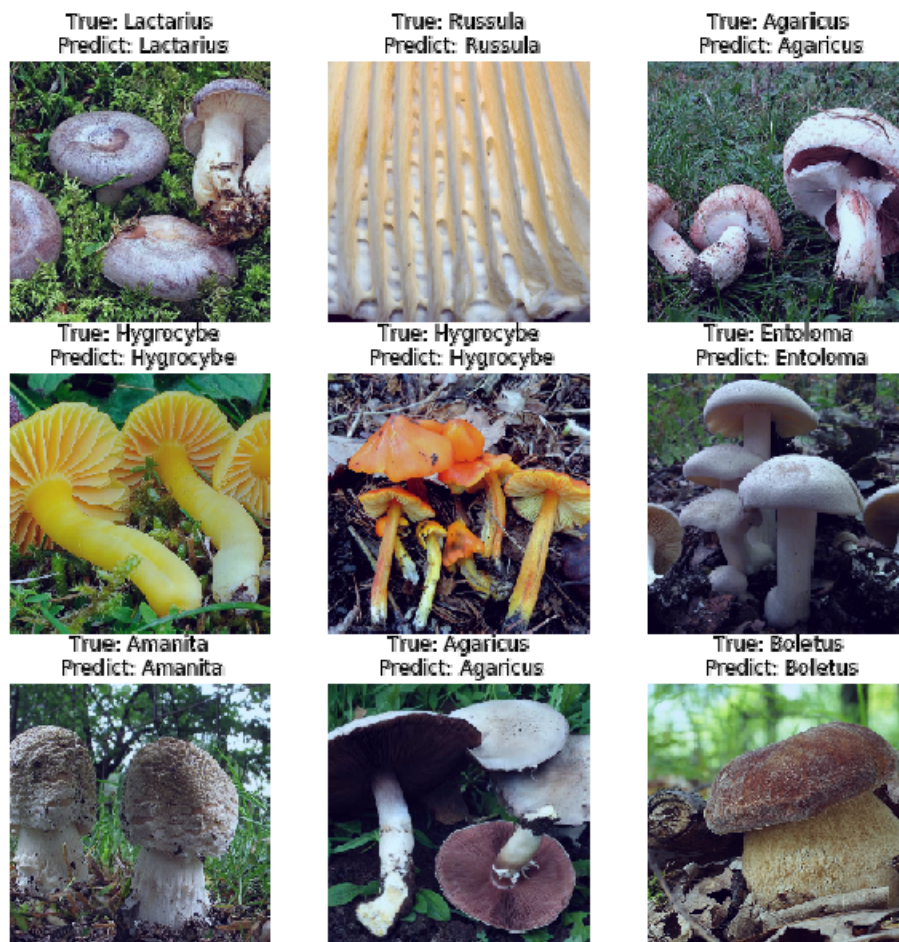 True: Lactarius
Predict: Lactarius
True: Russula
Predict: Russula
True: Agaricus
Predict: Agaricus
True: Hygrocybe
Predict: Hygrocybe
True: Hygrocybe
Predict: Hygrocybe
True: Entoloma
Predict: Entoloma
True: Amanita
Predict: Amanita
True: Agaricus
Predict: Agaricus
True: Boletus
Predict: Boletus